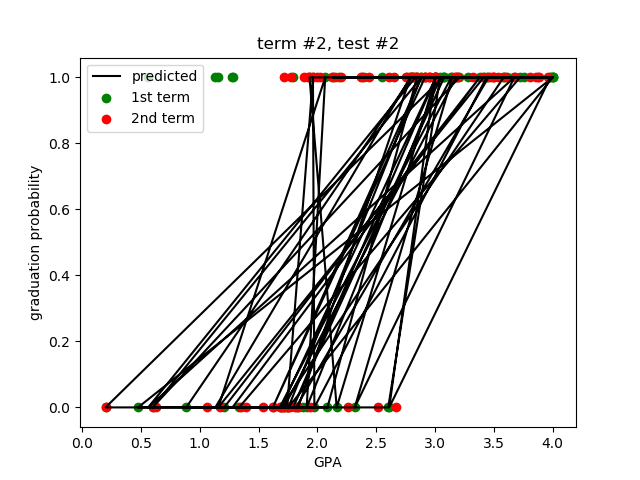 term #2, test #2
predicted
1st term
2nd term
graduation probability
1.0
0.8
0.6
0.4
0.2
0.0
0.0 0.5 1.0 1.5 2.0 2.5 3.0 3.5 4.0
GPA